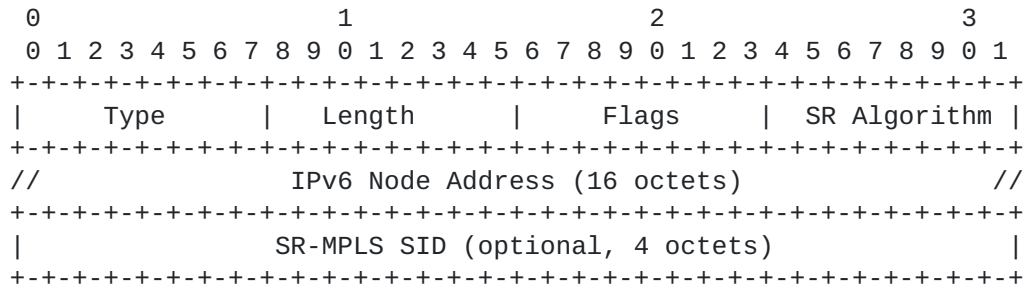 0                   1                   2                   3
 0 1 2 3 4 5 6 7 8 9 0 1 2 3 4 5 6 7 8 9 0 1 2 3 4 5 6 7 8 9 0 1
+-+-+-+-+-+-+-+-+-+-+-+-+-+-+-+-+-+-+-+-+-+-+-+-+-+-+-+-+-+-+-+-+
|     Type      |   Length      |     Flags     |  SR Algorithm |
+-+-+-+-+-+-+-+-+-+-+-+-+-+-+-+-+-+-+-+-+-+-+-+-+-+-+-+-+-+-+-+-+
//                IPv6 Node Address (16 octets)                //
+-+-+-+-+-+-+-+-+-+-+-+-+-+-+-+-+-+-+-+-+-+-+-+-+-+-+-+-+-+-+-+-+
|                SR-MPLS SID (optional, 4 octets)               |
+-+-+-+-+-+-+-+-+-+-+-+-+-+-+-+-+-+-+-+-+-+-+-+-+-+-+-+-+-+-+-+-+